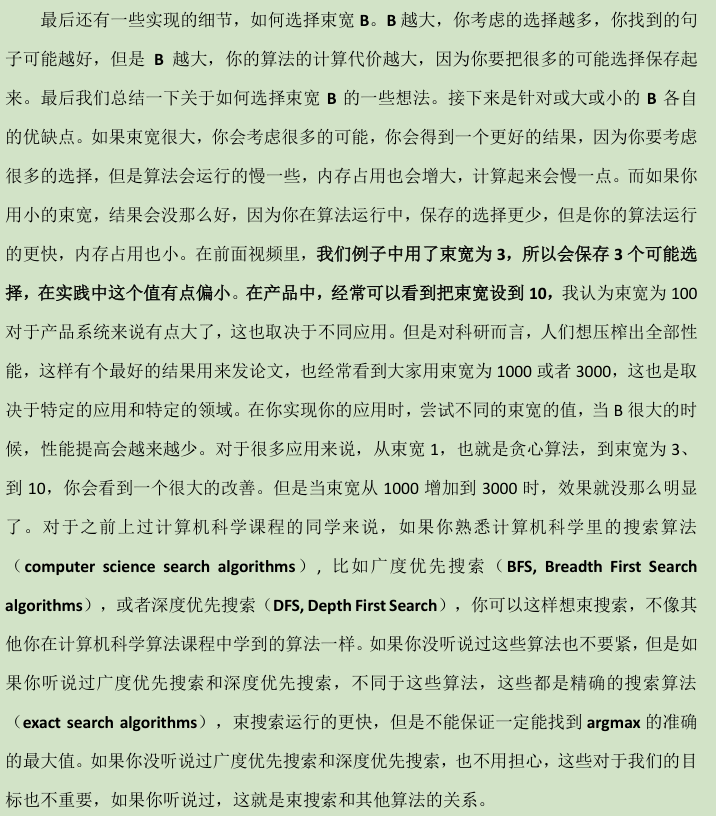 最后还有一些实现的细节，如何选择束宽 B。B 越大，你考虑的选择越多，你找到的句
子可能越好，但是 B 越大，你的算法的计算代价越大，因为你要把很多的可能选择保存起
来。最后我们总结一下关于如何选择束宽 B 的一些想法。接下来是针对或大或小的 B 各自
的优缺点。如果束宽很大，你会考虑很多的可能，你会得到一个更好的结果，因为你要考虑
很多的选择，但是算法会运行的慢一些，内存占用也会增大，计算起来会慢一点。而如果你
用小的束宽，结果会没那么好，因为你在算法运行中，保存的选择更少，但是你的算法运行
的更快，内存占用也小。在前面视频里，我们例子中用了束宽为 3，所以会保存 3 个可能选
择，在实践中这个值有点偏小。在产品中，经常可以看到把束宽设到 10，我认为束宽为 100
对于产品系统来说有点大了，这也取决于不同应用。但是对科研而言，人们想压榨出全部性
能，这样有个最好的结果用来发论文，也经常看到大家用束宽为 1000 或者 3000，这也是取
决于特定的应用和特定的领域。在你实现你的应用时，尝试不同的束宽的值，当 B 很大的时
候，性能提高会越来越少。对于很多应用来说，从束宽 1，也就是贪心算法，到束宽为 3、
到 10，你会看到一个很大的改善。但是当束宽从 1000 增加到 3000 时，效果就没那么明显
了。对于之前上过计算机科学课程的同学来说，如果你熟悉计算机科学里的搜索算法
（computer science search algorithms）, 比如广度优先搜索（BFS, Breadth First Search
algorithms），或者深度优先搜索（DFS, Depth First Search），你可以这样想束搜索，不像其
他你在计算机科学算法课程中学到的算法一样。如果你没听说过这些算法也不要紧，但是如
果你听说过广度优先搜索和深度优先搜索，不同于这些算法，这些都是精确的搜索算法
（exact search algorithms），束搜索运行的更快，但是不能保证一定能找到 argmax 的准确
的最大值。如果你没听说过广度优先搜索和深度优先搜索，也不用担心，这些对于我们的目
标也不重要，如果你听说过，这就是束搜索和其他算法的关系。